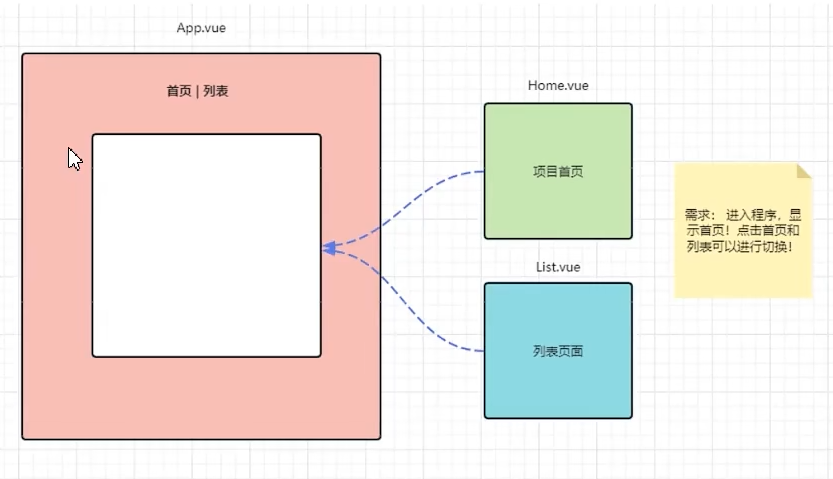 App.vue
首页 | 列表
Home.vue
项目首页
List.vue
列表页面
需求： 进入程序，显
示首页！点击首页和
列表可以进行切换！